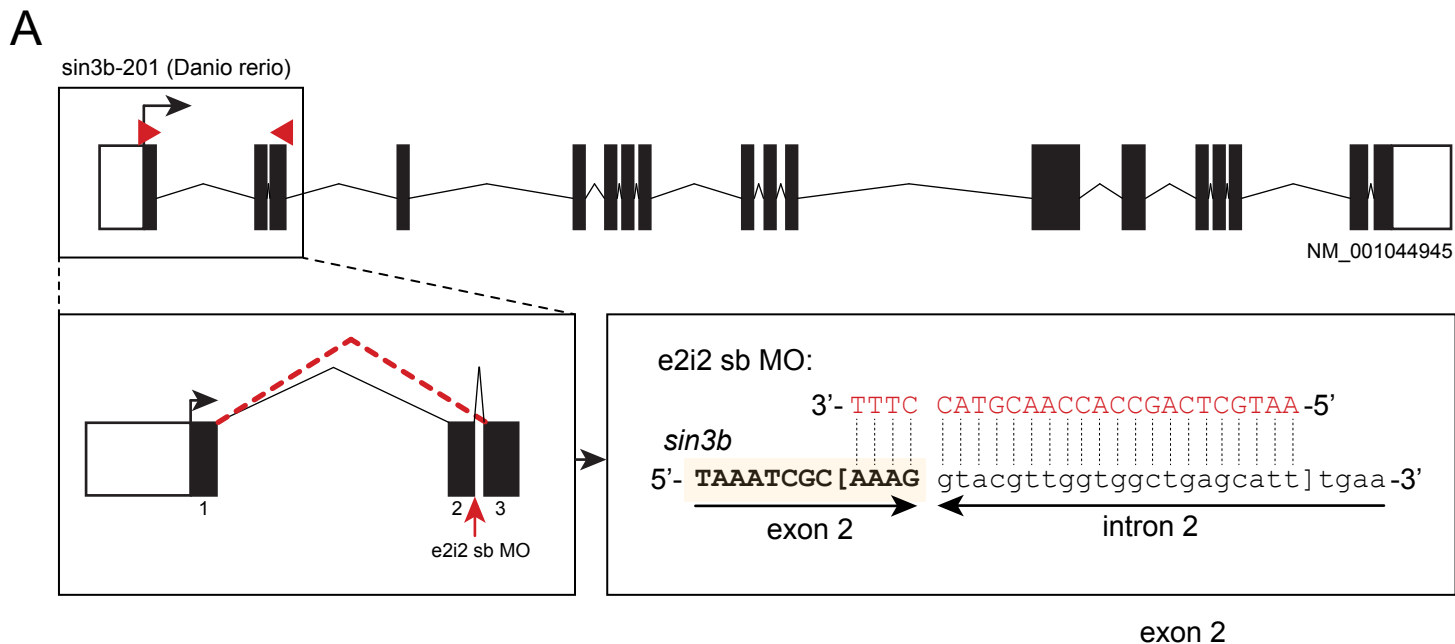 A
sin3b-201 (Danio rerio)
NM_001044945
1
2
3
e2i2 sb MO
e2i2 sb MO:
3’- TTTC CATGCAACCACCGACTCGTAA -5’
sin3b
5’- TAAATCGC[AAAG gtacgttggtggctgagcatt]tgaa -3’
exon 2
intron 2
exon 2